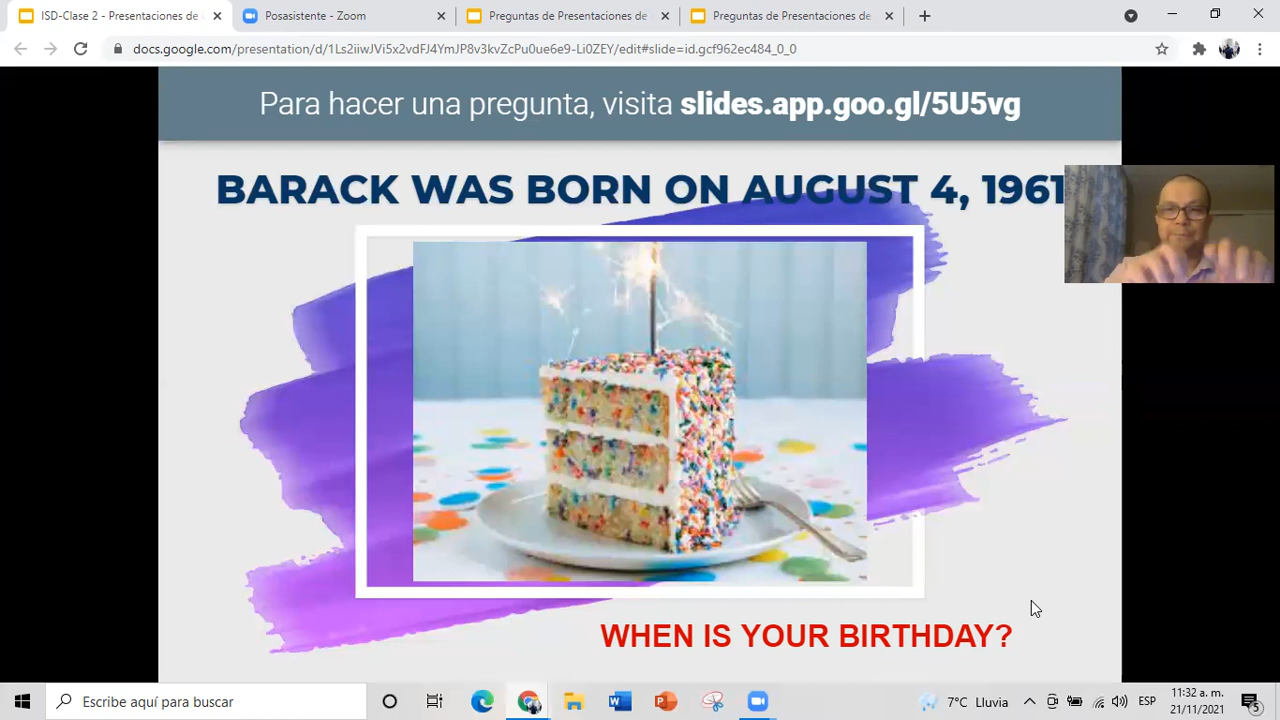 ISD-Clase 2 - Presentaciones de
Posasistente - Zoom
Preguntas de Presentaciones de
Preguntas de Presentaciones de
docs.google.com/presentation/d/1Ls2iiwJVi5x2vdFJ4YmJP8v3kvZcPu0ue6e9-Li0ZEY/edit#slide=id.gcf962ec484_0_0
Para hacer una pregunta, visita slides.app.goo.gl/5U5vg
BARACK WAS BORN ON AUGUST 4, 1961
WHEN IS YOUR BIRTHDAY?
Escribe aquí para buscar
7°C Lluvia
ESP
11:32 a. m.
21/11/2021
5